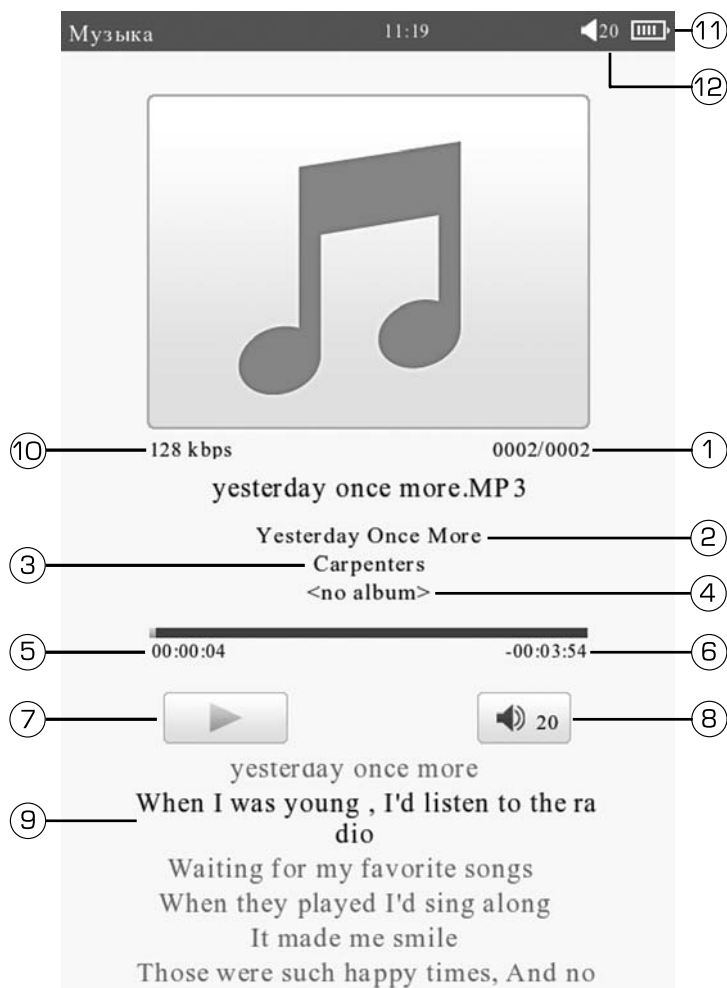 Музыка 11:19 20
11
12
10 128 kbps 0002/0002 1
yesterday once more.MP3
Yesterday Once More 2
3 Carpenters
<no album> 4
5 00:00:04 -00:03:54 6
7 20 8
yesterday once more
9 When I was young , I'd listen to the ra
dio
Waiting for my favorite songs
When they played I'd sing along
It made me smile
Those were such happy times, And no